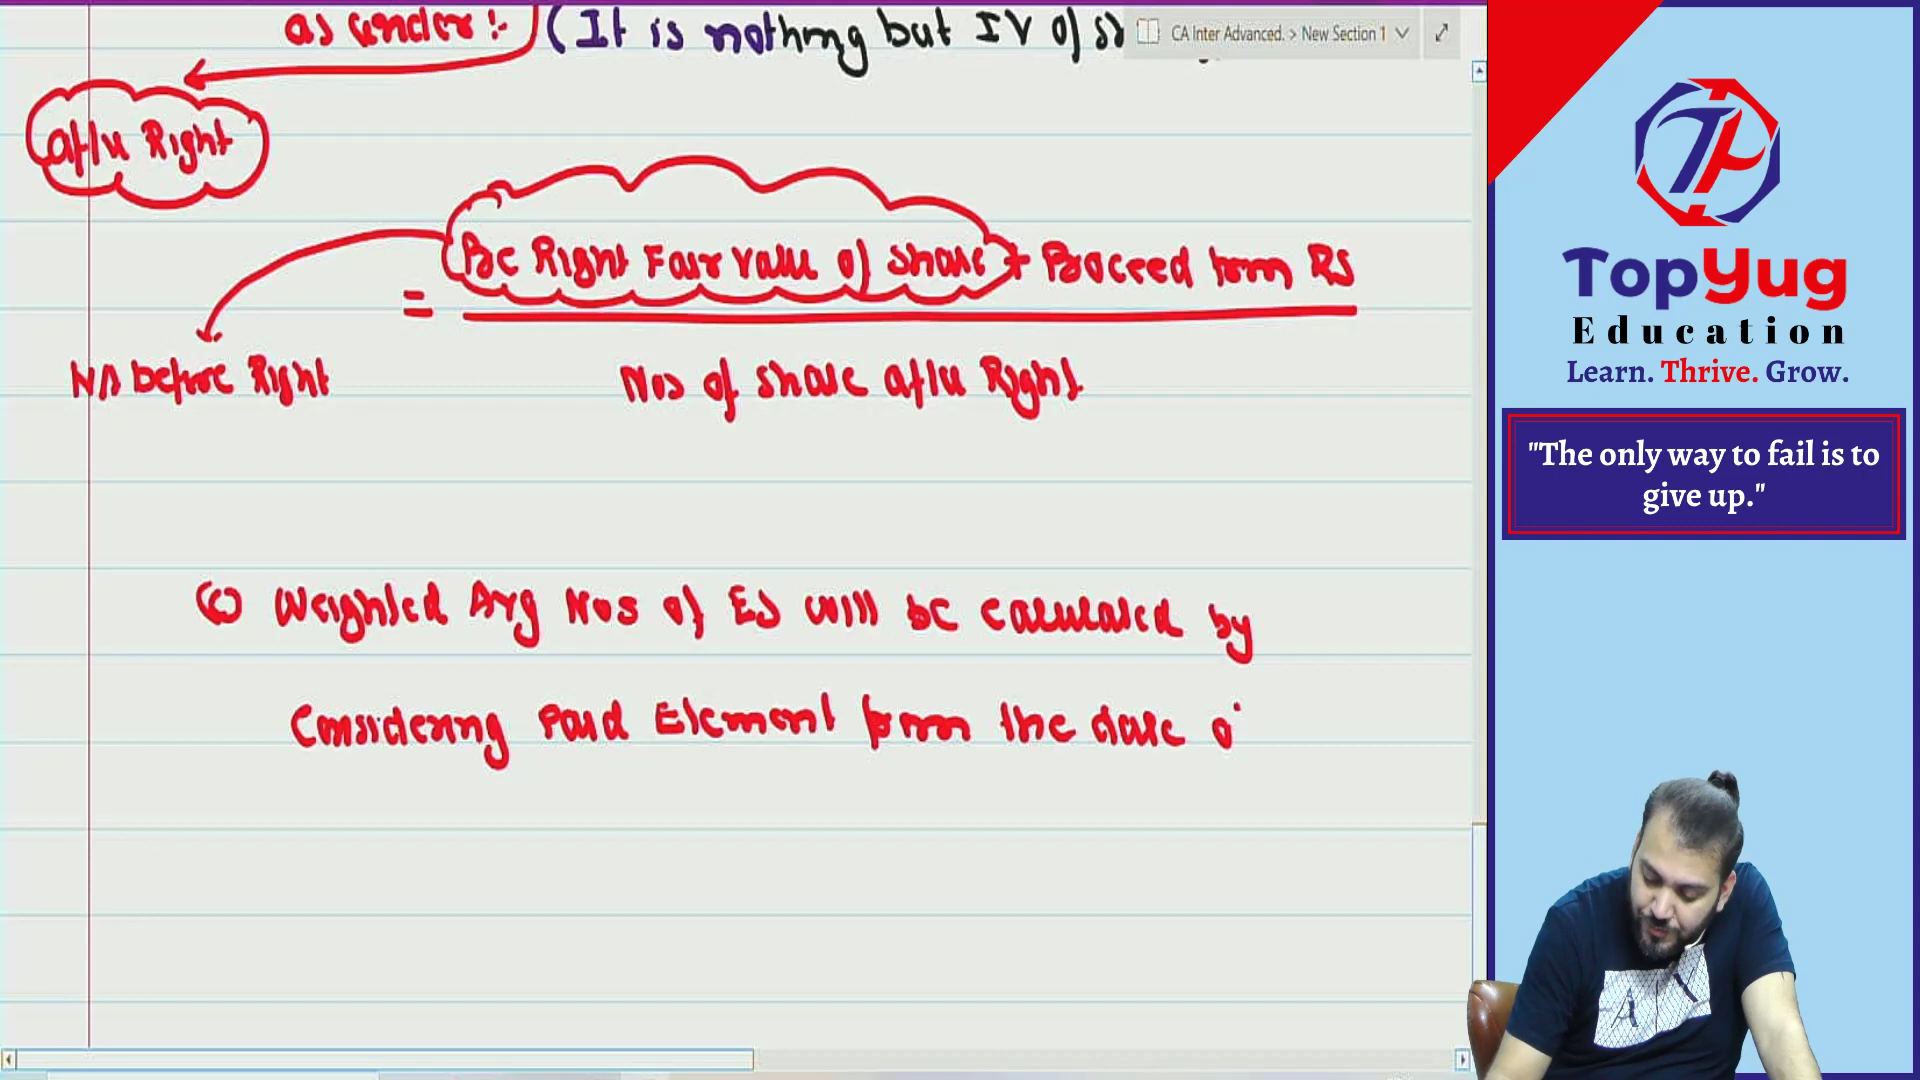 as under :- (It is nothing but IV of
CA Inter Advanced. > New Section 1
after Right
= Pre Right Fair value of share + Proceed from RS
NA before Right
Nos of share after Right
(c) Weighted Avg Nos of ES will be calculated by
Considering Paid Element from the date
TopYug
Education
Learn. Thrive. Grow.
"The only way to fail is to
give up."